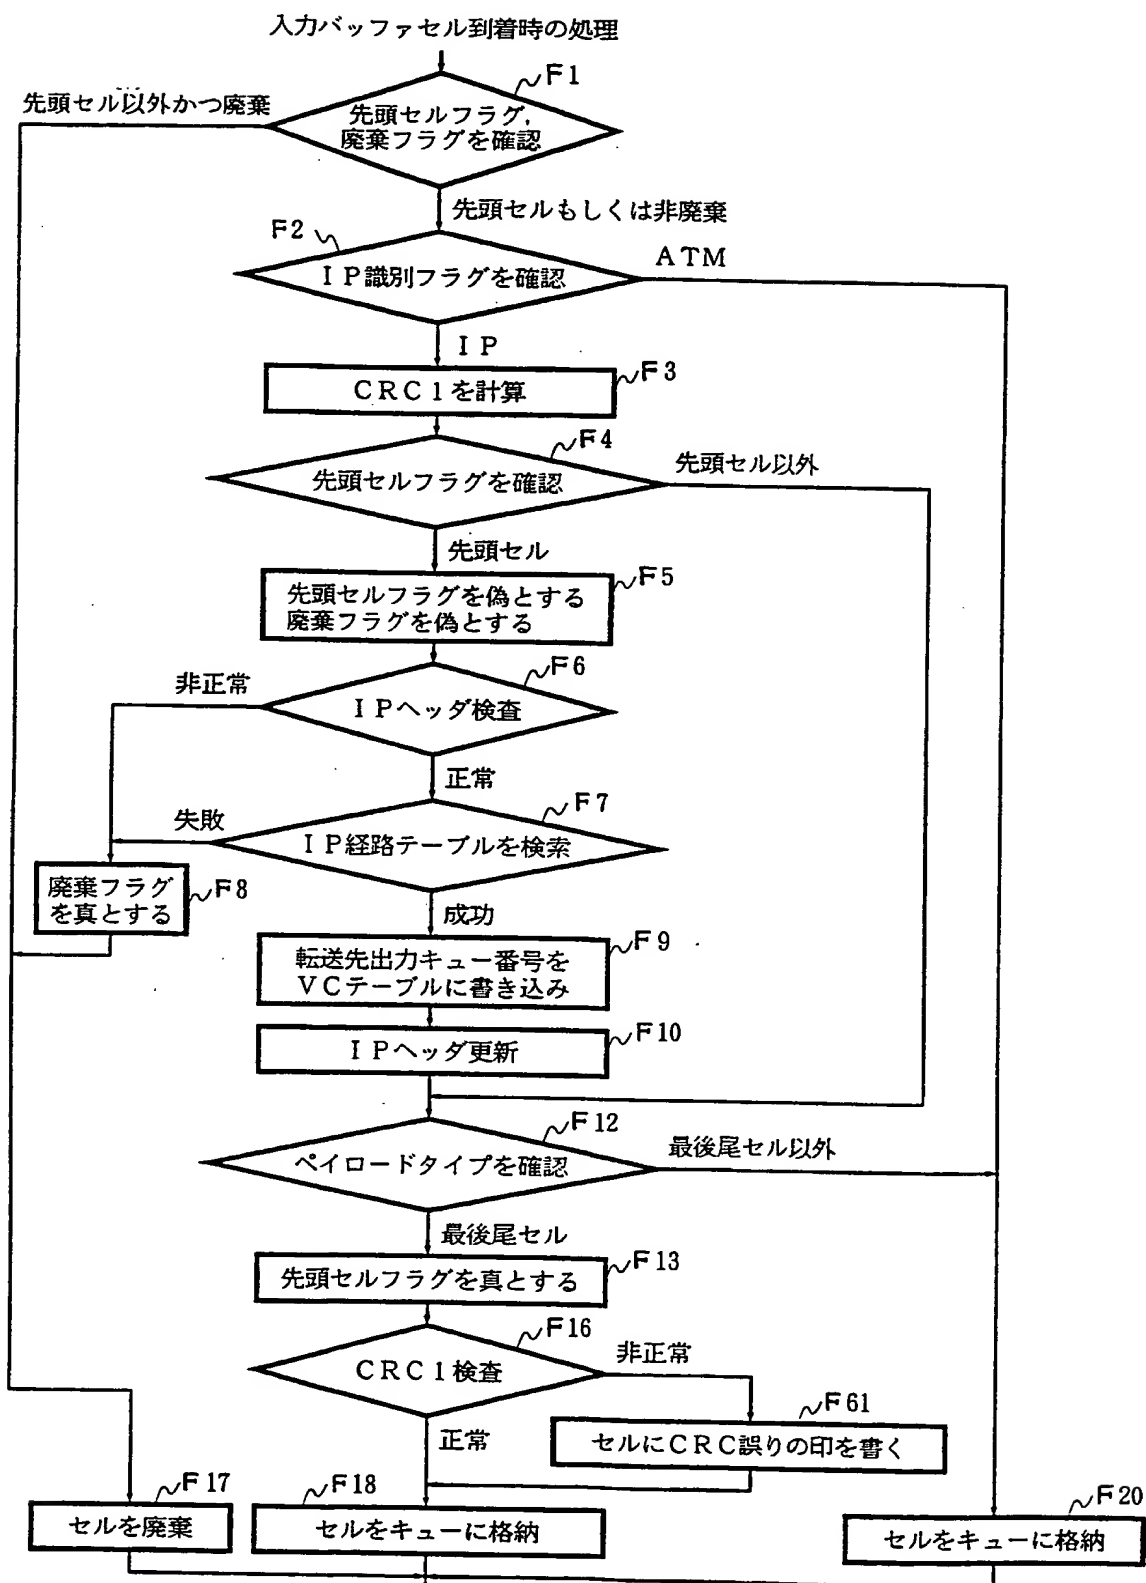 入力バッファセル到着時の処理
F1
先頭セル以外かつ廃棄
先頭セルフラグ,
廃棄フラグを確認
先頭セルもしくは非廃棄
F2
IP識別フラグを確認
ATM
IP
F3
CRC1を計算
F4
先頭セルフラグを確認
先頭セル以外
先頭セル
F5
先頭セルフラグを偽とする
廃棄フラグを偽とする
F6
非正常
IPヘッダ検査
正常
F7
失敗
IP経路テーブルを検索
F8
廃棄フラグ
を真とする
成功
F9
転送先出力キュー番号を
VCテーブルに書き込み
F10
IPヘッダ更新
F12
ペイロードタイプを確認
最後尾セル以外
最後尾セル
F13
先頭セルフラグを真とする
F16
CRC1検査
非正常
正常
F61
セルにCRC誤りの印を書く
F17
セルを廃棄
F18
セルをキューに格納
F20
セルをキューに格納